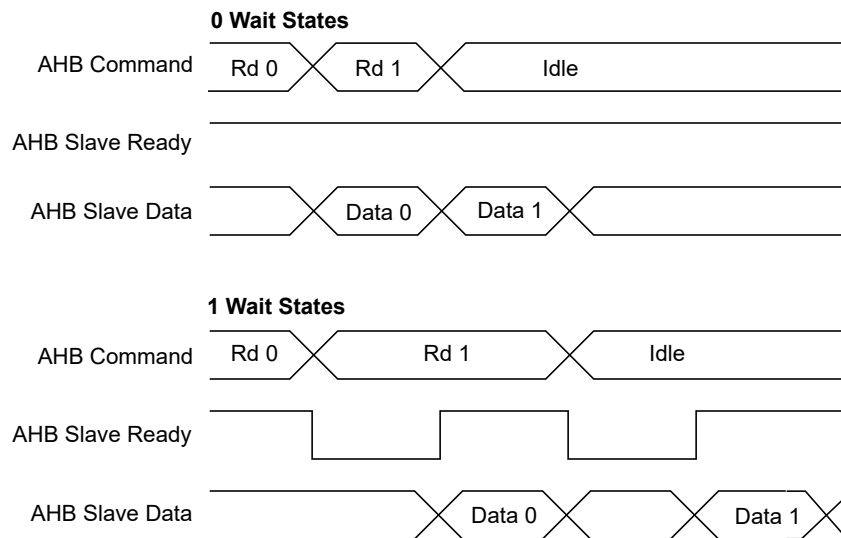 0 Wait States
AHB Command Rd 0 Rd 1 Idle
AHB Slave Ready
AHB Slave Data Data 0 Data 1
1 Wait States
AHB Command Rd 0 Rd 1 Idle
AHB Slave Ready
AHB Slave Data Data 0 Data 1